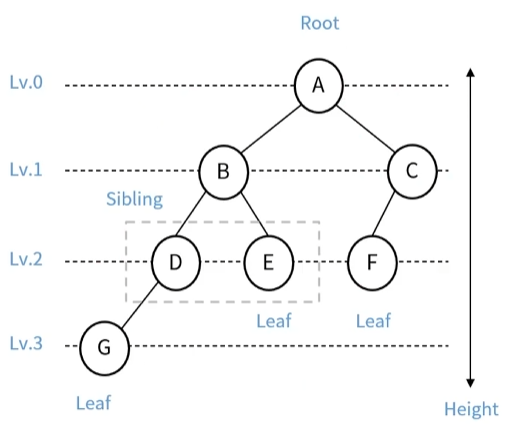 Root
Lv.0
A
Lv.1
B
C
Sibling
Lv.2
D
E
F
Leaf
Leaf
Lv.3
G
Leaf
Height